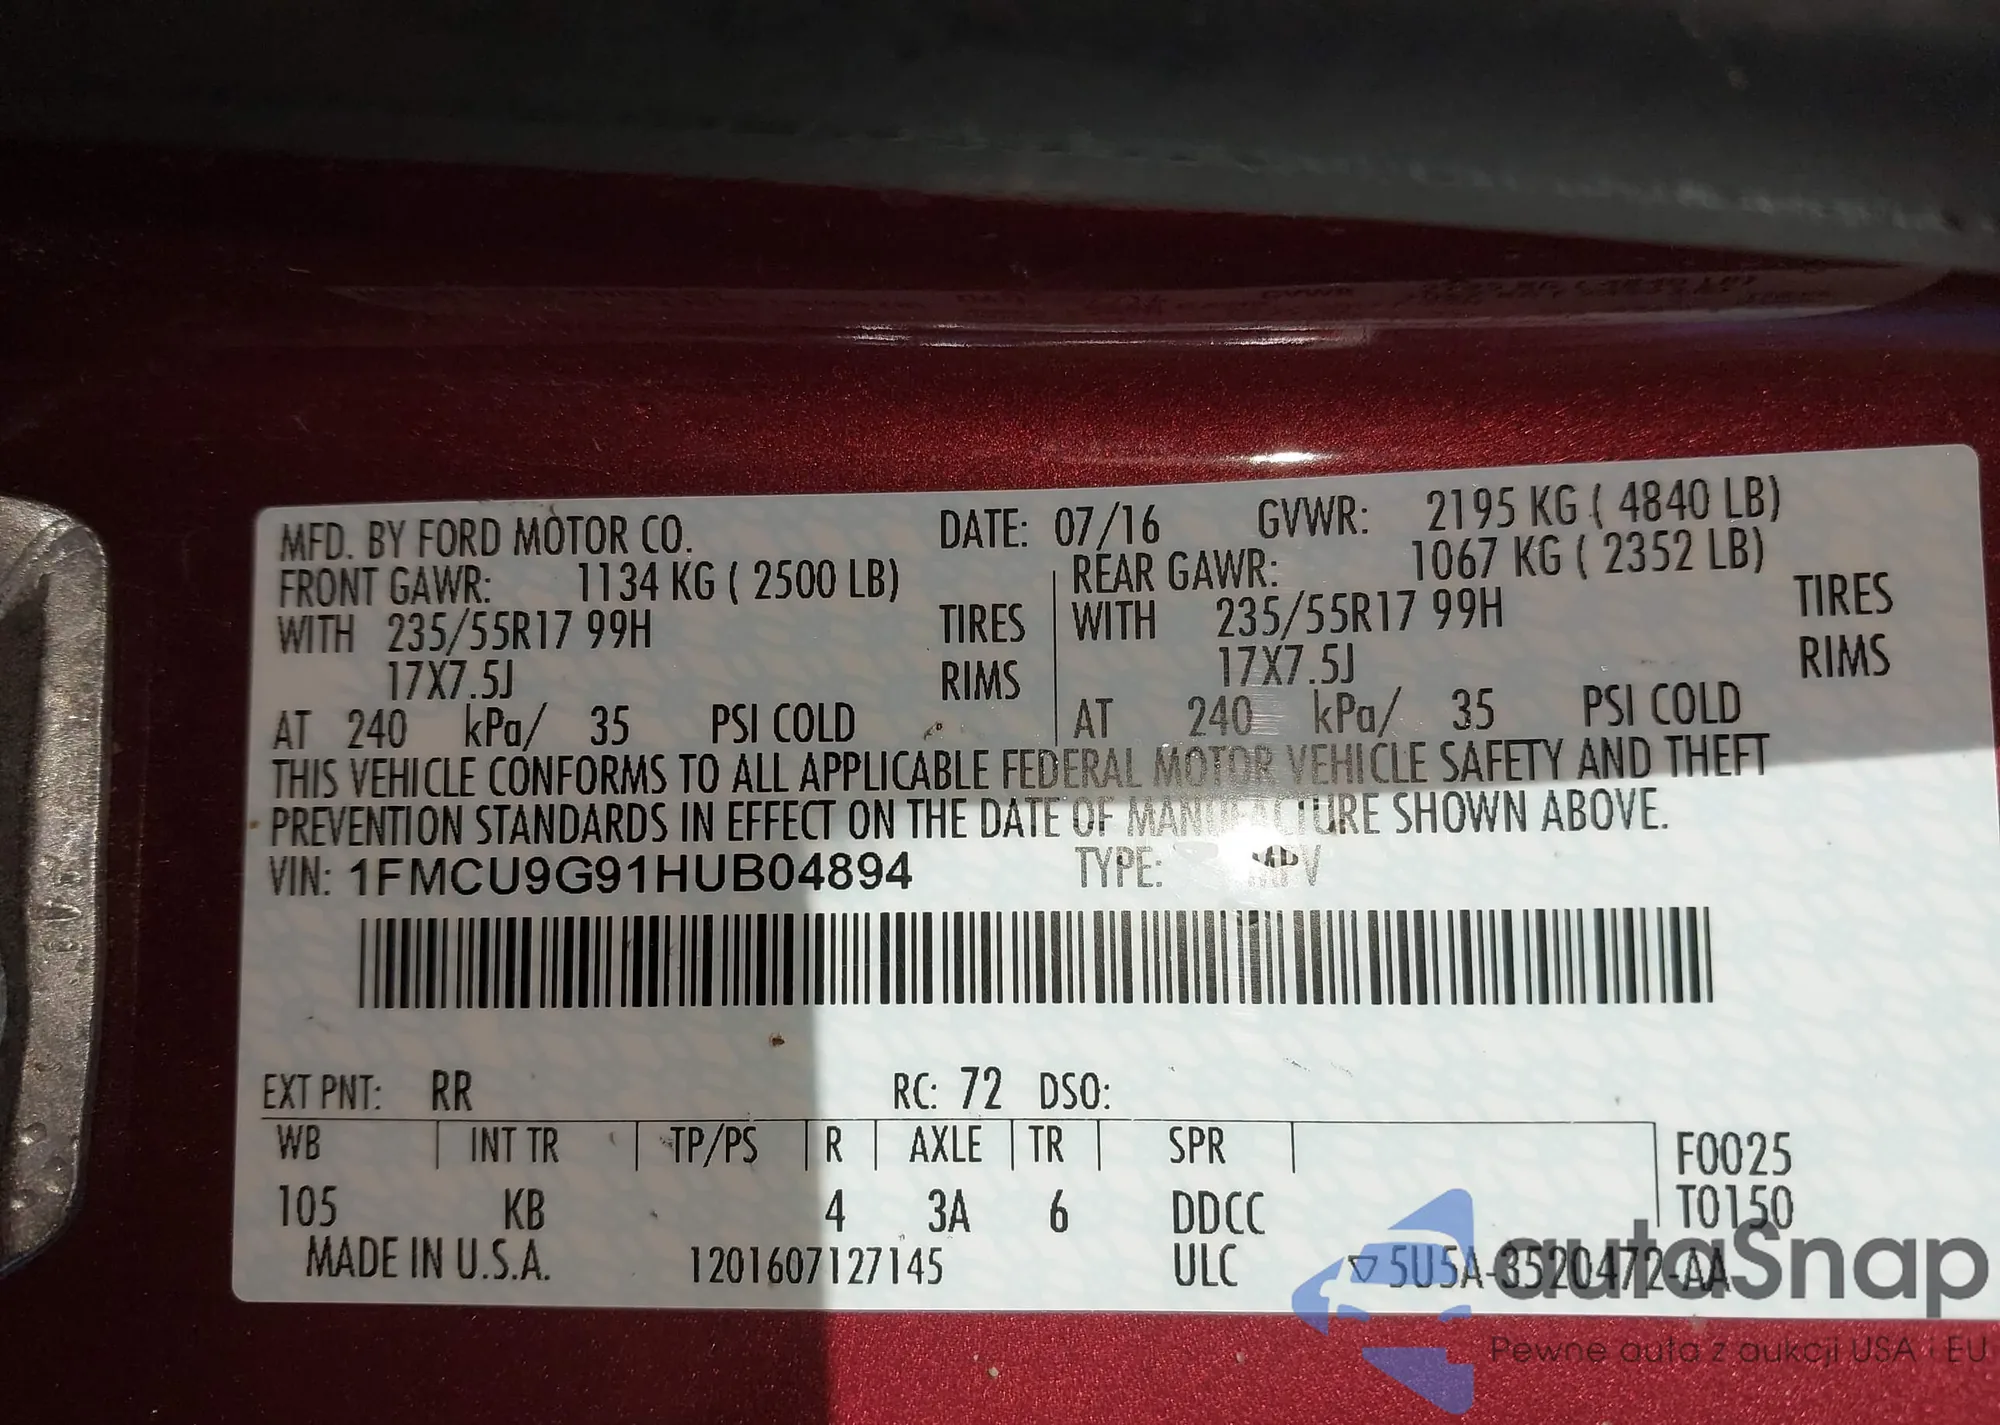 MFD. BY FORD MOTOR CO. DATE: 07/16 GVWR: 2195 KG ( 4840 LB)
FRONT GAWR: 1134 KG ( 2500 LB) REAR GAWR: 1067 KG ( 2352 LB)
WITH 235/55R17 99H TIRES WITH 235/55R17 99H TIRES
17X7.5J RIMS 17X7.5J RIMS
AT 240 kPa/ 35 PSI COLD AT 240 kPa/ 35 PSI COLD
THIS VEHICLE CONFORMS TO ALL APPLICABLE FEDERAL MOTOR VEHICLE SAFETY AND THEFT
PREVENTION STANDARDS IN EFFECT ON THE DATE OF MANUFACTURE SHOWN ABOVE.
VIN: 1FMCU9G91HUB04894 TYPE: MPV
EXT PNT: RR RC: 72 DSO:
WB INT TR TP/PS R AXLE TR SPR F0025
105 KB 4 3A 6 DDCC T0150
MADE IN U.S.A. 1201607127145 ULC ▽ 5U5A-3520472-AA
autaSnap
Pewne auta z aukcji USA i EU